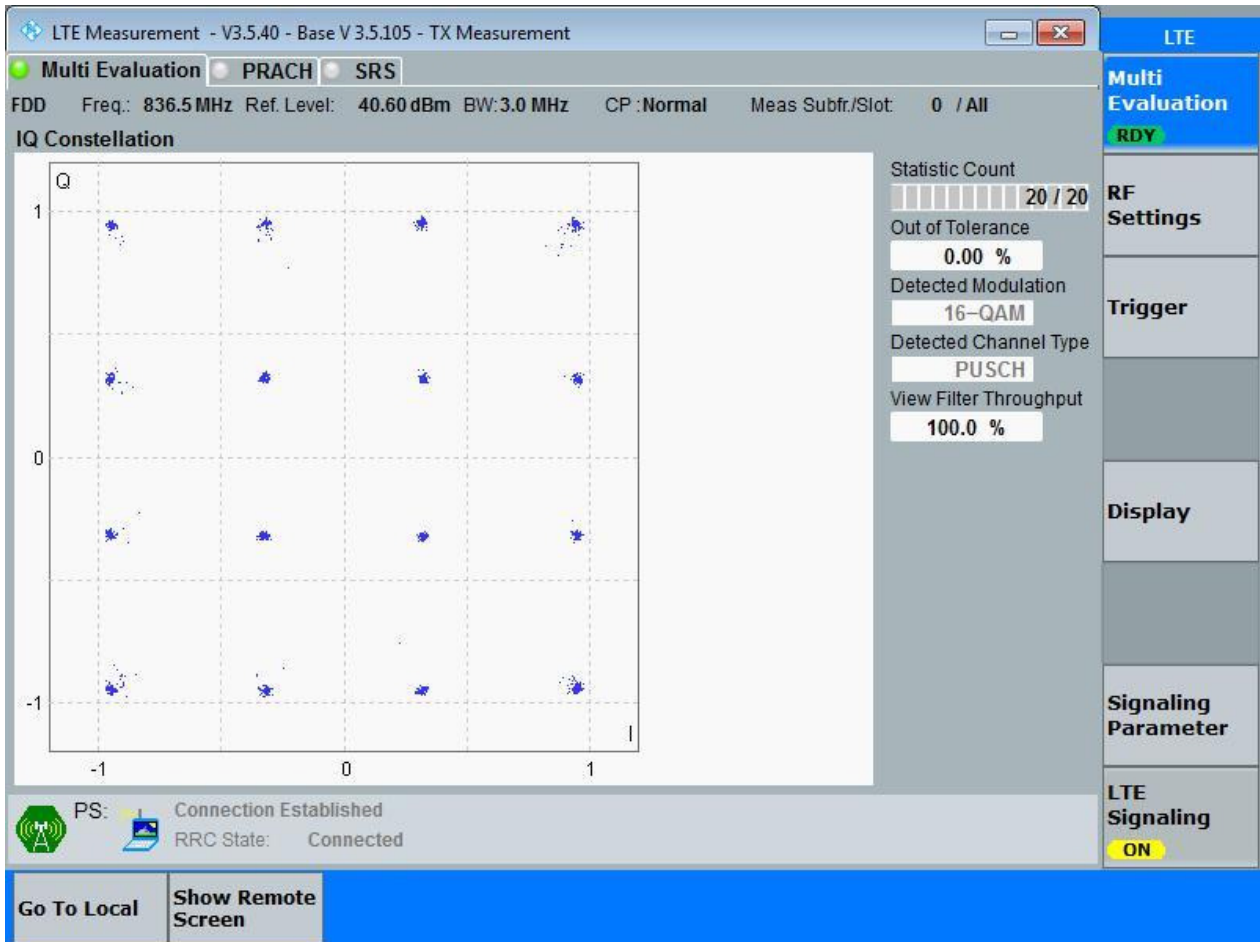 LTE Measurement - V3.5.40 - Base V 3.5.105 - TX Measurement
Multi Evaluation PRACH SRS
FDD Freq.: 836.5 MHz Ref. Level: 40.60 dBm BW: 3.0 MHz CP : Normal Meas Subfr./Slot: 0 / All
IQ Constellation
Q
1
0
-1
I
-1 0 1
Statistic Count
20 / 20
Out of Tolerance
0.00 %
Detected Modulation
16-QAM
Detected Channel Type
PUSCH
View Filter Throughput
100.0 %
PS: Connection Established
RRC State: Connected
LTE
Multi
Evaluation
RDY
RF
Settings
Trigger
Display
Signaling
Parameter
LTE
Signaling
ON
Go To Local
Show Remote
Screen